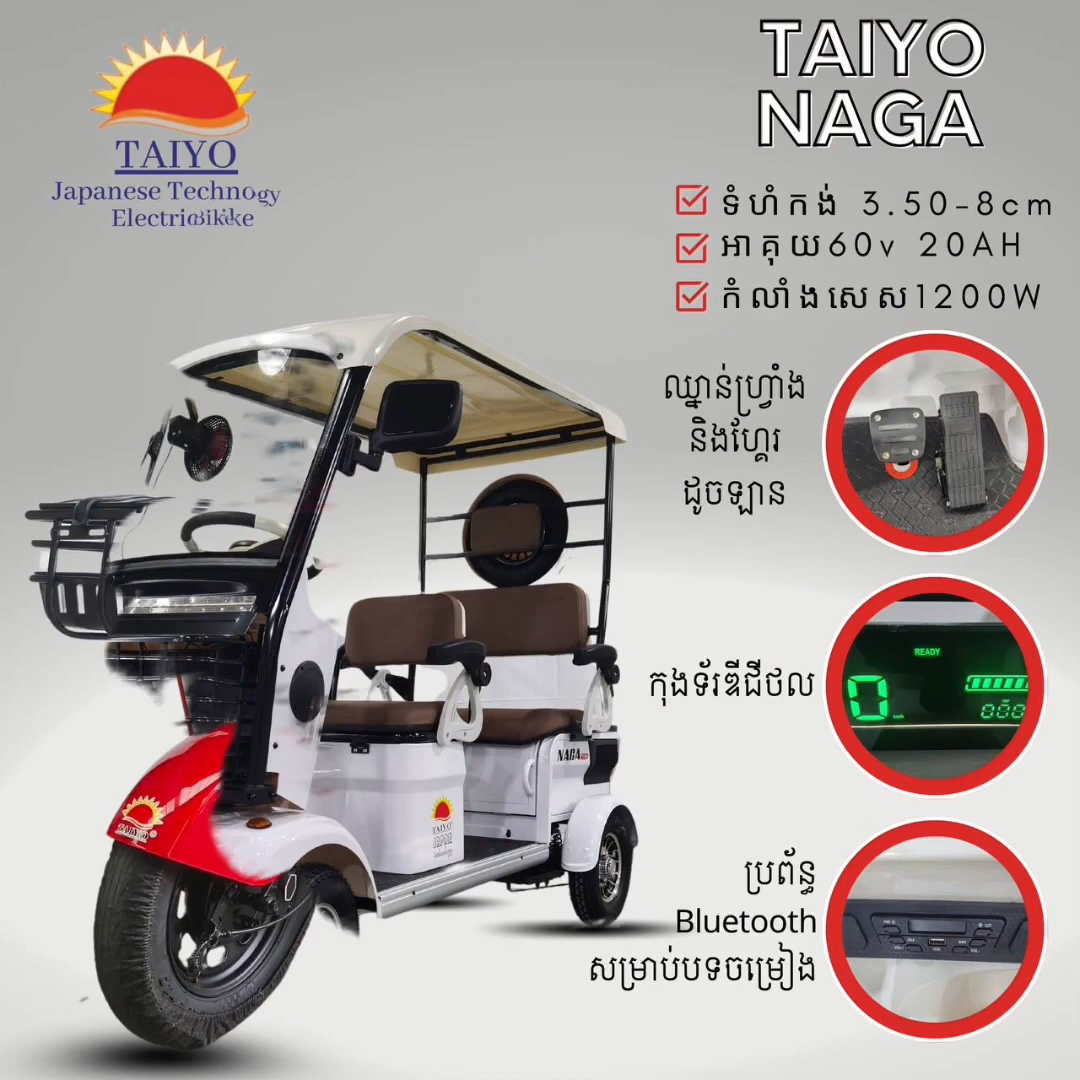 TAIYO
Japanese Technogy
TAIYO
NAGA
ទំហំកង់ 3.50-8cm
អាគុយ60v 20AH
កំលាំងសេស1200W
ឈ្នាន់ហ្រ្វាំង
និងហ្គែរ
ដូចឡាន
READY
0
កុងទ័រឌីជីថល
NAGA
TAIYO
TAIYO
ប្រព័ន្ធ
Bluetooth
សម្រាប់បទចម្រៀង